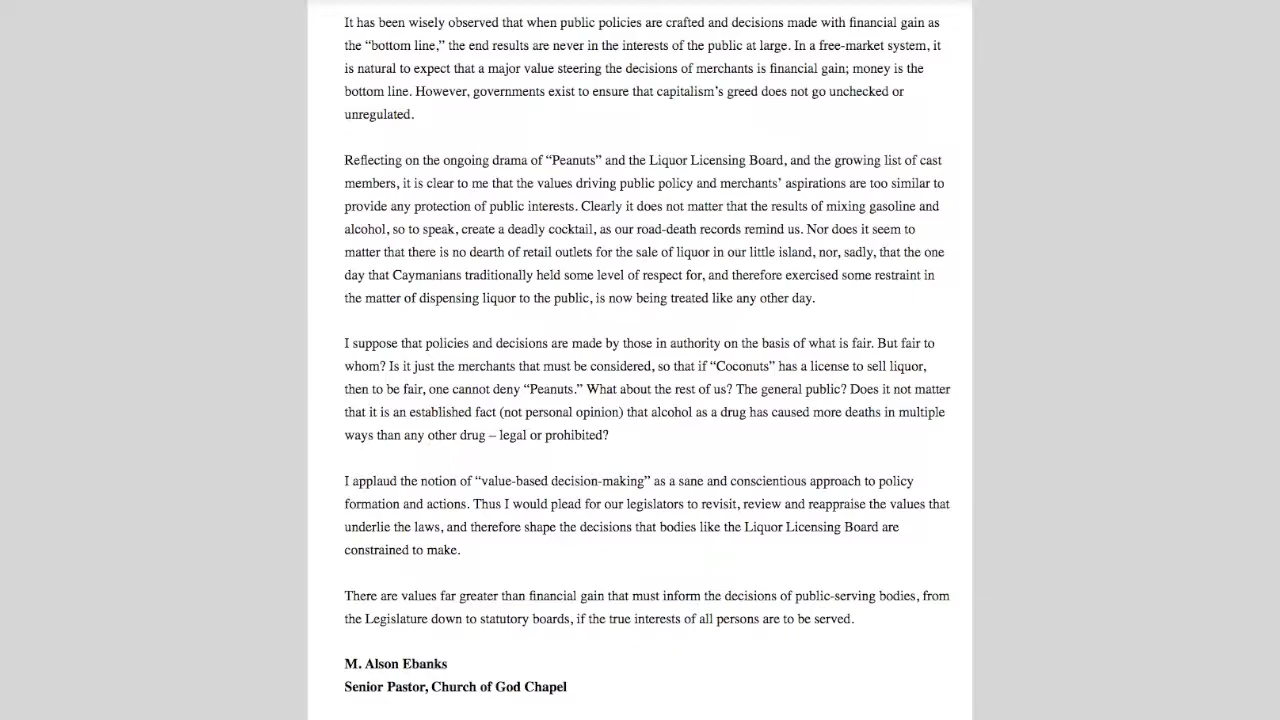 It has been wisely observed that when public policies are crafted and decisions made with financial gain as
the “bottom line,” the end results are never in the interests of the public at large. In a free-market system, it
is natural to expect that a major value steering the decisions of merchants is financial gain; money is the
bottom line. However, governments exist to ensure that capitalism’s greed does not go unchecked or
unregulated.
Reflecting on the ongoing drama of “Peanuts” and the Liquor Licensing Board, and the growing list of cast
members, it is clear to me that the values driving public policy and merchants’ aspirations are too similar to
provide any protection of public interests. Clearly it does not matter that the results of mixing gasoline and
alcohol, so to speak, create a deadly cocktail, as our road-death records remind us. Nor does it seem to
matter that there is no dearth of retail outlets for the sale of liquor in our little island, nor, sadly, that the one
day that Caymanians traditionally held some level of respect for, and therefore exercised some restraint in
the matter of dispensing liquor to the public, is now being treated like any other day.
I suppose that policies and decisions are made by those in authority on the basis of what is fair. But fair to
whom? Is it just the merchants that must be considered, so that if “Coconuts” has a license to sell liquor,
then to be fair, one cannot deny “Peanuts.” What about the rest of us? The general public? Does it not matter
that it is an established fact (not personal opinion) that alcohol as a drug has caused more deaths in multiple
ways than any other drug – legal or prohibited?
I applaud the notion of “value-based decision-making” as a sane and conscientious approach to policy
formation and actions. Thus I would plead for our legislators to revisit, review and reappraise the values that
underlie the laws, and therefore shape the decisions that bodies like the Liquor Licensing Board are
constrained to make.
There are values far greater than financial gain that must inform the decisions of public-serving bodies, from
the Legislature down to statutory boards, if the true interests of all persons are to be served.
M. Alson Ebanks
Senior Pastor, Church of God Chapel